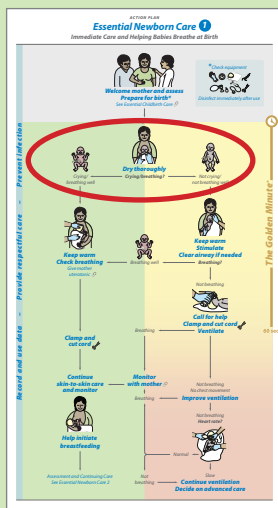 ACTION PLAN
Essential Newborn Care 1
Immediate Care and Helping Babies Breathe at Birth
*Check equipment
Disinfect immediately after use
Welcome mother and assess
Prepare for birth*
See Essential Childbirth Care
Prevent infection
Provide respectful care
Record and use data
Dry thoroughly
Crying/breathing?
Crying/
breathing well
Not crying/
not breathing well
The Golden Minute®
60 sec
Keep warm
Check breathing
Give mother
uterotonic
Breathing well
Keep warm
Stimulate
Clear airway if needed
Breathing?
Not breathing
Call for help
Clamp and cut cord
Ventilate
Breathing
Clamp and
cut cord
Continue
skin-to-skin care
and monitor
Monitor
with mother
Not breathing
No chest movement
Breathing
Improve ventilation
Not breathing
Heart rate?
Help initiate
breastfeeding
Normal
Slow
Assessment and Continuing Care
See Essential Newborn Care 2
Not
breathing
Continue ventilation
Decide on advanced care